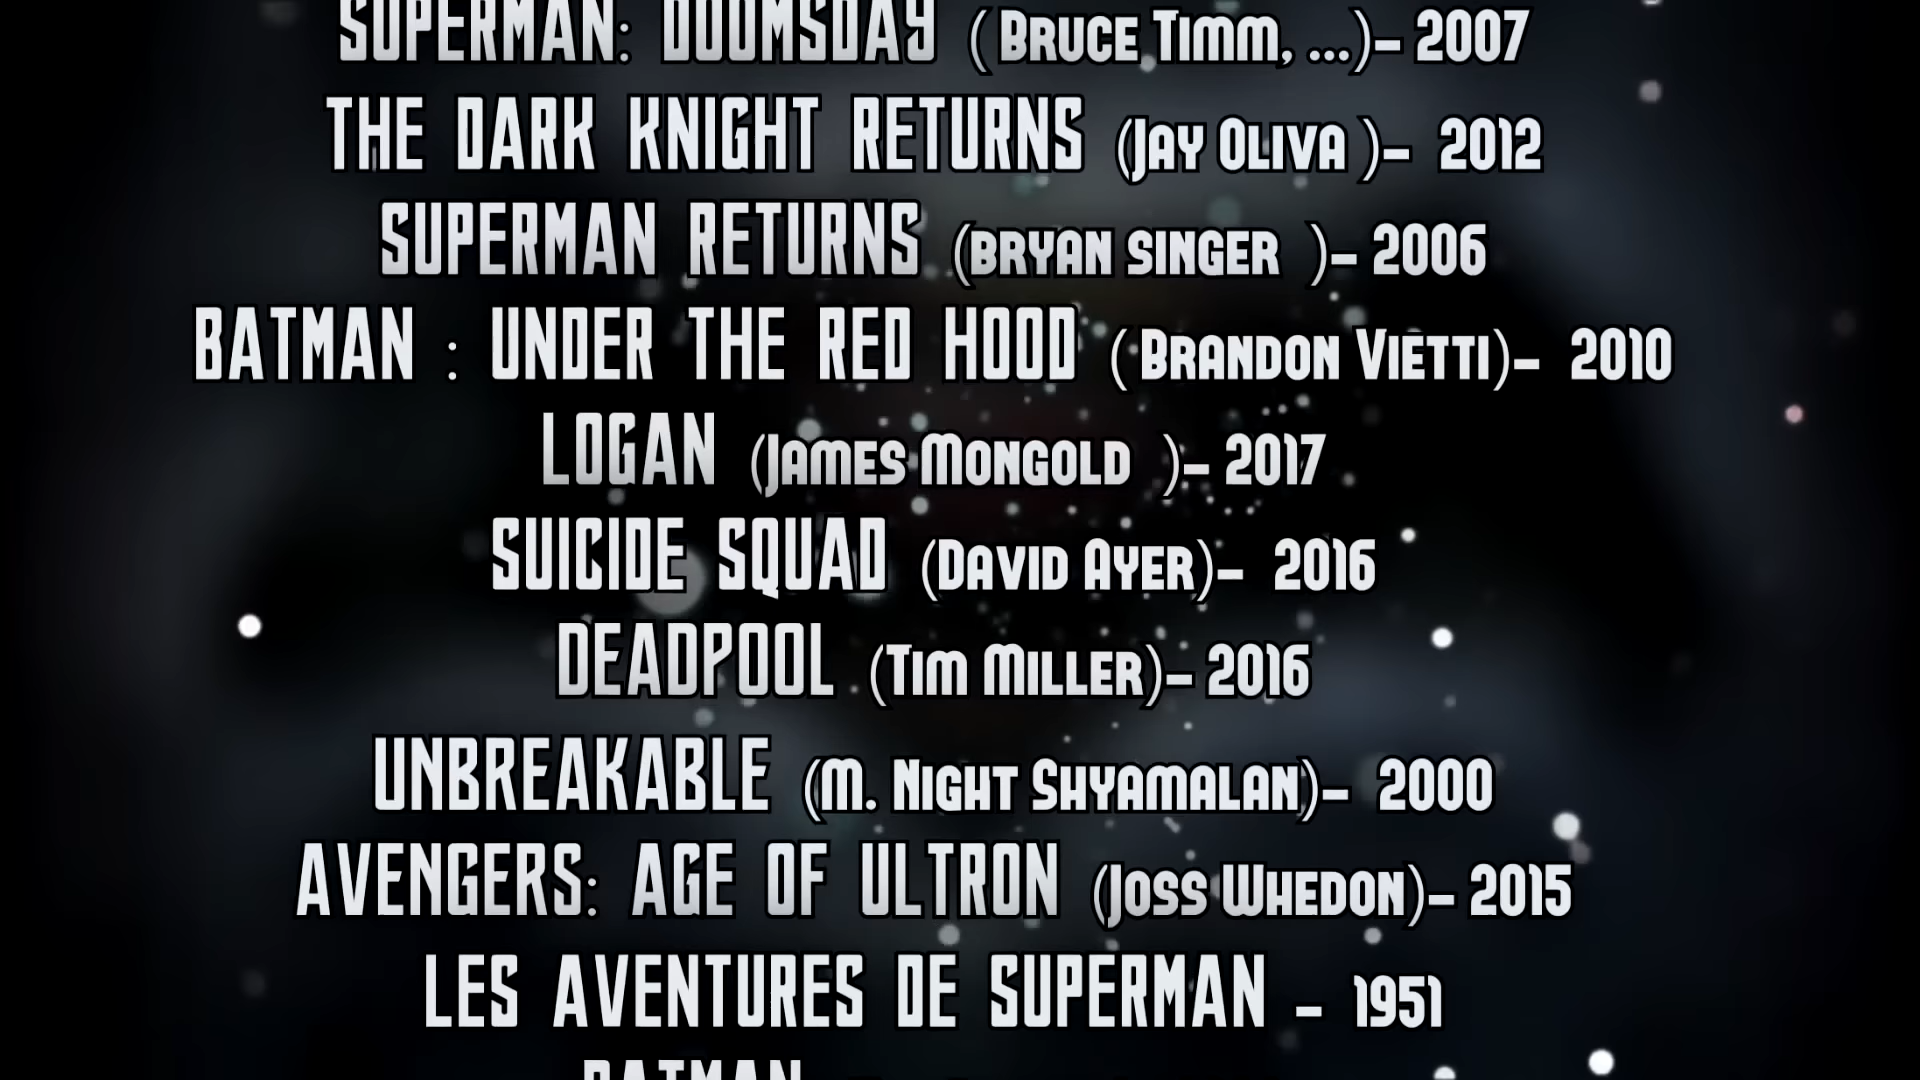 SUPERMAN: DOOMSDAY ( BRUCE TIMM, ...)– 2007
THE DARK KNIGHT RETURNS (JAY OLIVA )– 2012
SUPERMAN RETURNS (BRYAN SINGER )– 2006
BATMAN : UNDER THE RED HOOD ( BRANDON VIETTI)– 2010
LOGAN (JAMES MONGOLD )– 2017
SUICIDE SQUAD (DAVID AYER)– 2016
DEADPOOL (TIM MILLER)– 2016
UNBREAKABLE (M. NIGHT SHYAMALAN)– 2000
AVENGERS: AGE OF ULTRON (JOSS WHEDON)– 2015
LES AVENTURES DE SUPERMAN – 1951
BATMAN